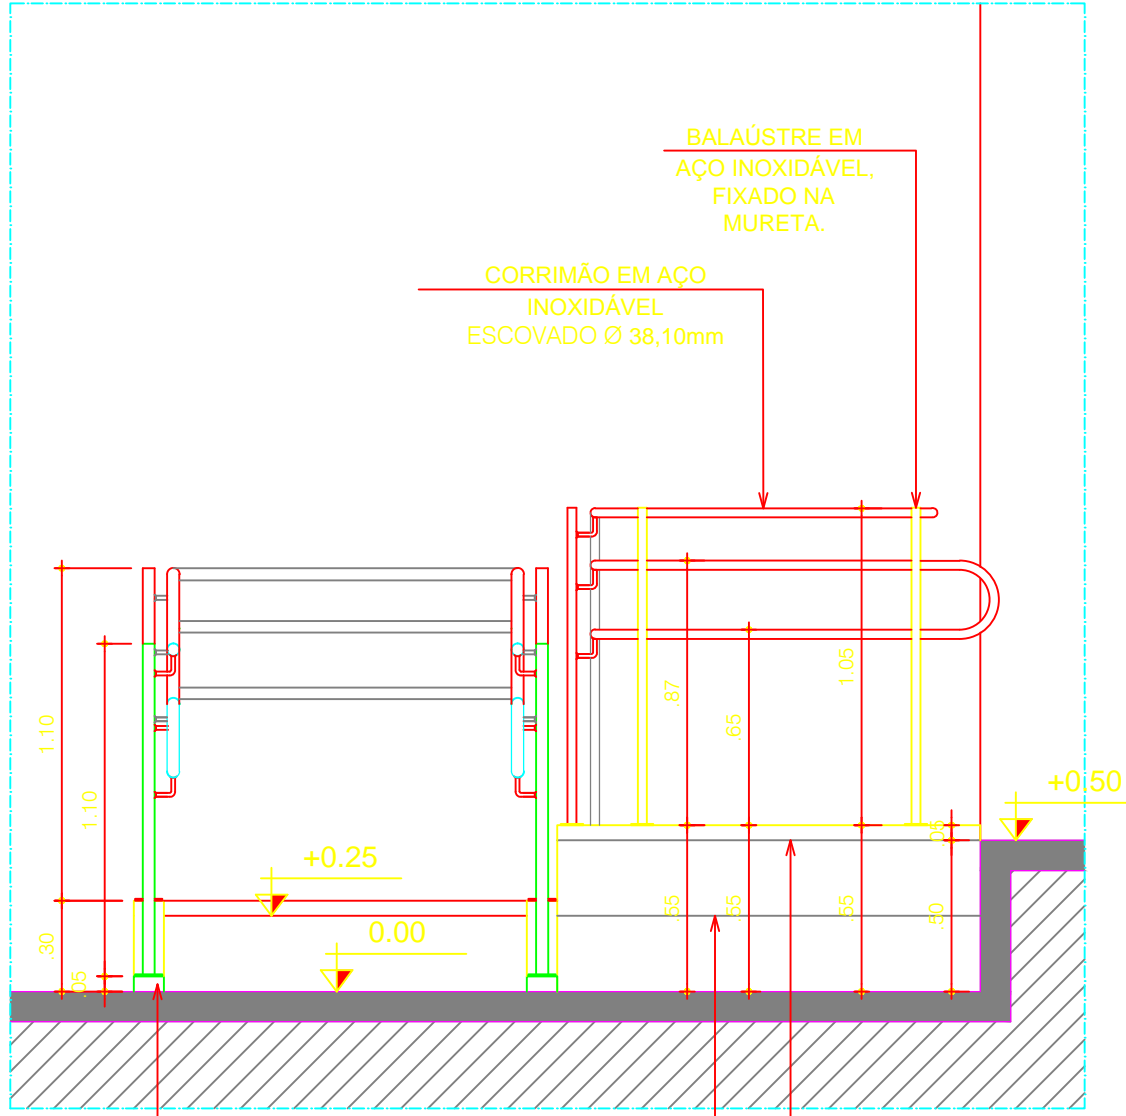 BALAÚSTRE EM
AÇO INOXIDÁVEL,
FIXADO NA
MURETA.
CORRIMÃO EM AÇO
INOXIDÁVEL
ESCOVADO Ø 38,10mm
1.10
1.10
.30
.05
+0.25
0.00
.87
.65
1.05
.55
.55
.55
.05
.50
+0.50